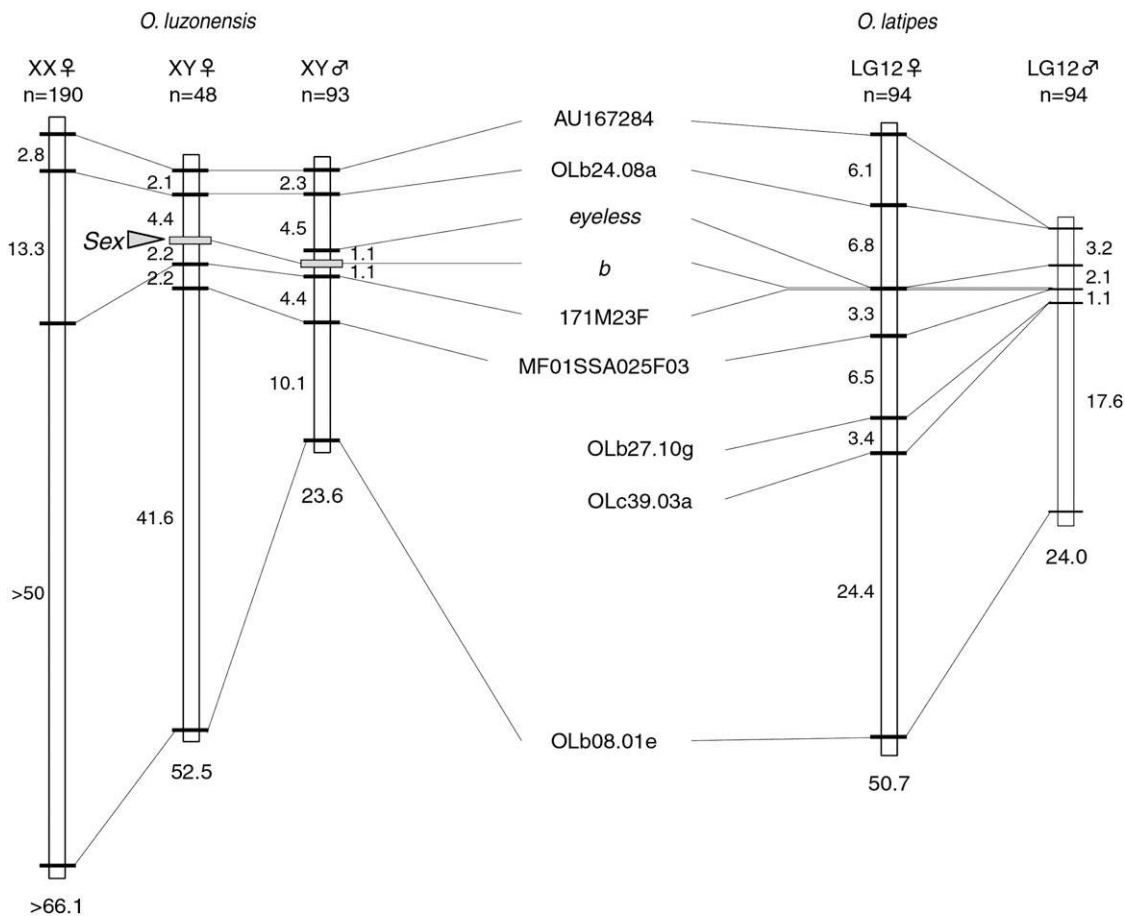 O. luzonensis
O. latipes
XX♀
n=190
XY♀
n=48
XY♂
n=93
LG12♀
n=94
LG12♂
n=94
AU167284
OLb24.08a
eyeless
b
171M23F
MF01SSA025F03
OLb27.10g
OLc39.03a
OLb08.01e
Sex
2.8
13.3
>50
>66.1
2.1
4.4
2.2
2.2
41.6
52.5
2.3
4.5
1.1
1.1
4.4
10.1
23.6
6.1
6.8
3.3
6.5
3.4
24.4
50.7
3.2
2.1
1.1
17.6
24.0